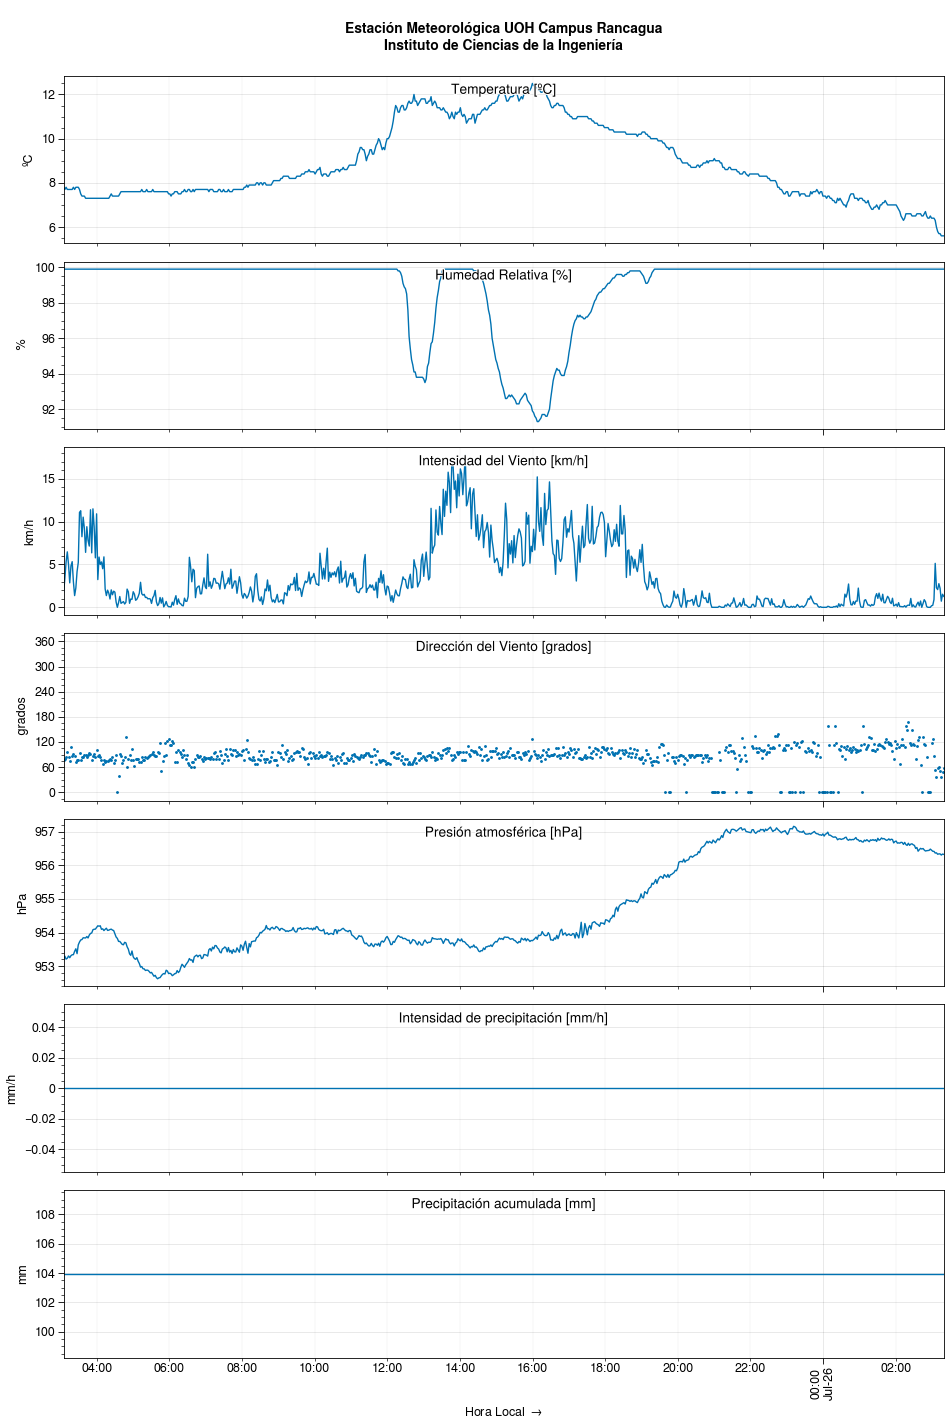 Estación Meteorológica UOH Campus Rancagua
Instituto de Ciencias de la Ingeniería
Temperatura [ºC]
ºC
12
10
8
6
Humedad Relativa [%]
%
100
98
96
94
92
Intensidad del Viento [km/h]
km/h
15
10
5
0
Dirección del Viento [grados]
grados
360
300
240
180
120
60
0
Presión atmosférica [hPa]
hPa
957
956
955
954
953
Intensidad de precipitación [mm/h]
mm/h
0.04
0.02
0
−0.02
−0.04
Precipitación acumulada [mm]
mm
108
106
104
102
100
04:00 06:00 08:00 10:00 12:00 14:00 16:00 18:00 20:00 22:00 00:00 02:00
Jul-26
Hora Local →